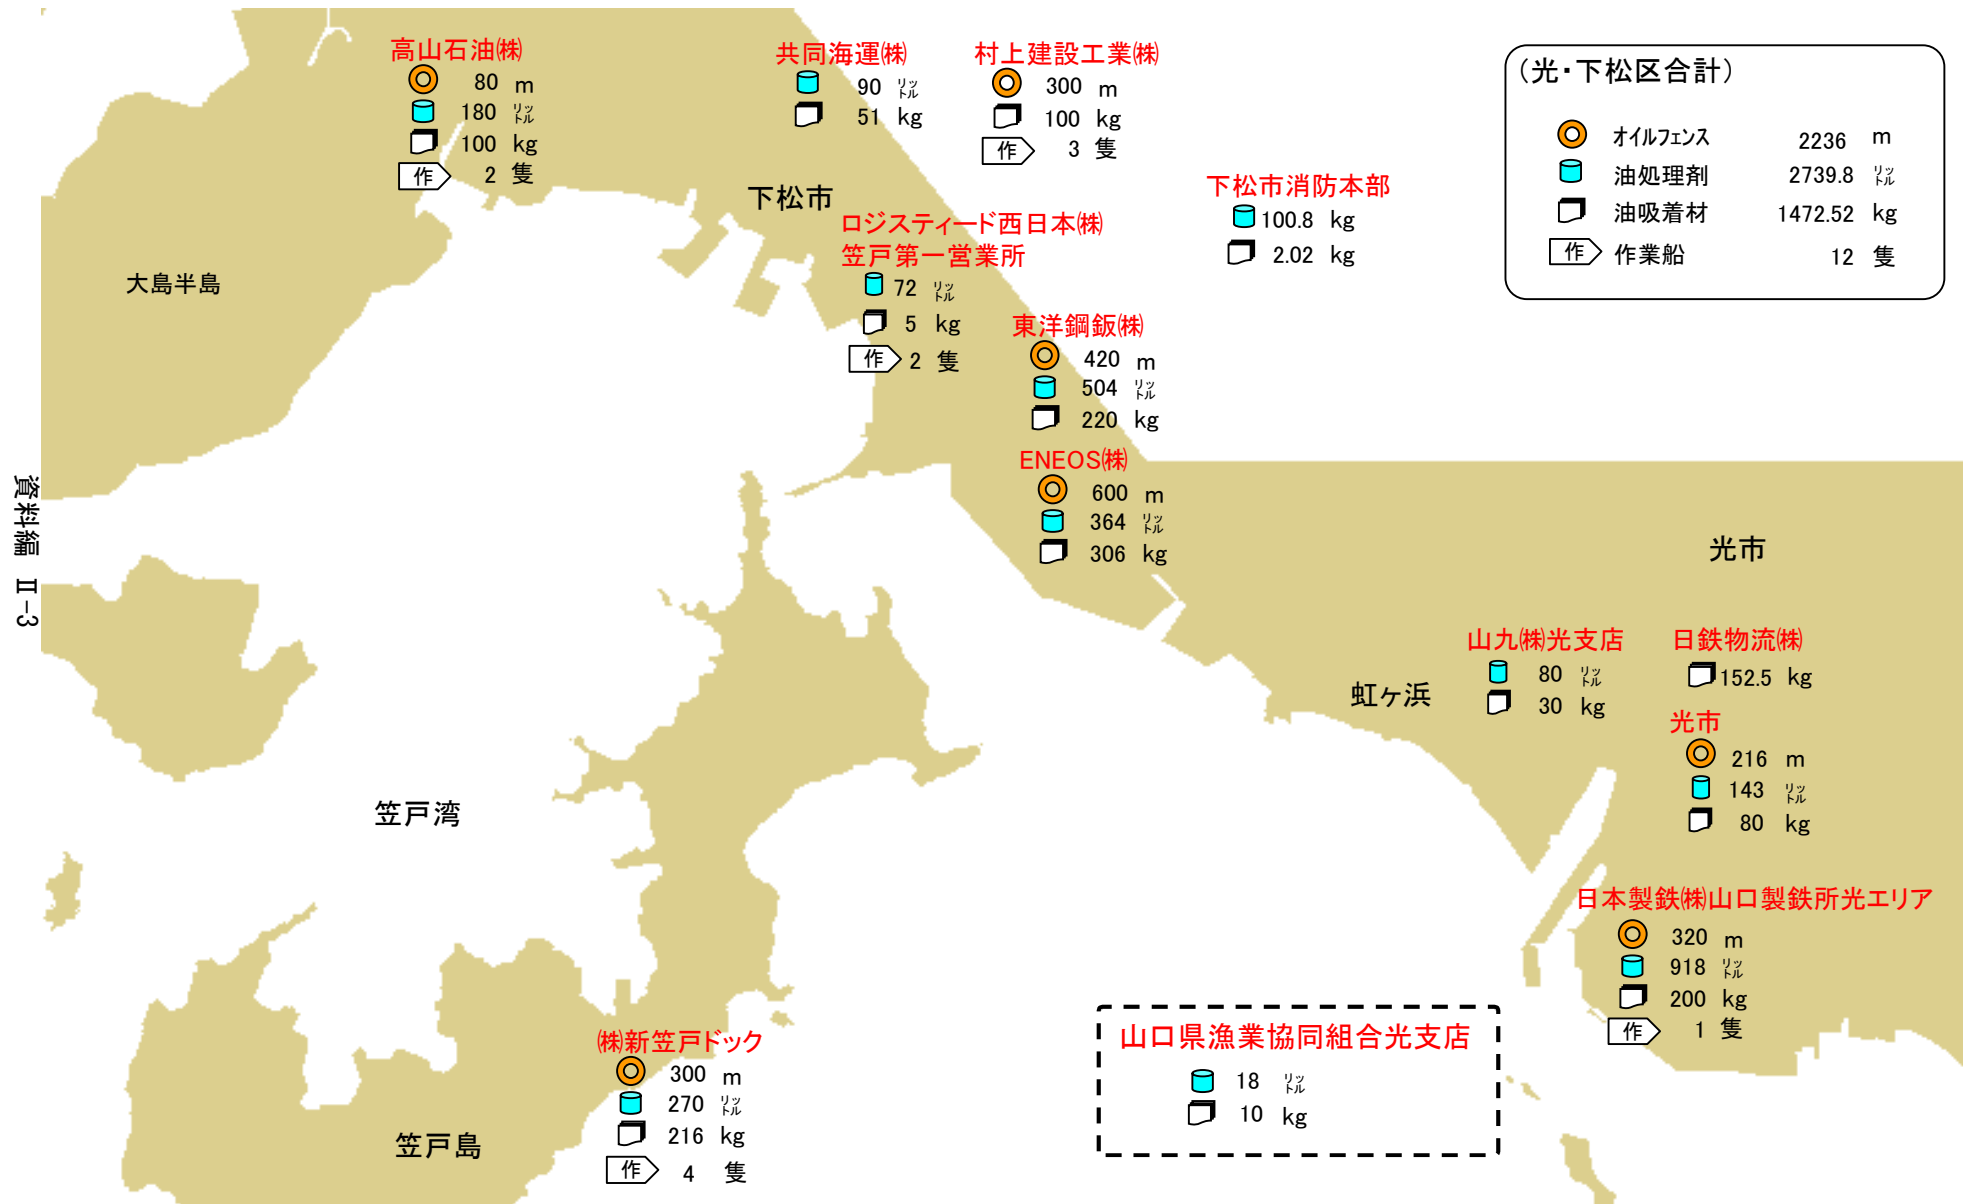 高山石油㈱
80 m
180 リットル
100 kg
作 2 隻
共同海運㈱
90 リットル
51 kg
村上建設工業㈱
300 m
100 kg
作 3 隻
(光・下松区合計)
オイルフェンス 2236 m
油処理剤 2739.8 リットル
油吸着材 1472.52 kg
作 作業船 12 隻
下松市
下松市消防本部
100.8 kg
2.02 kg
大島半島
ロジスティード西日本㈱
笠戸第一営業所
72 リットル
5 kg
作 2 隻
東洋鋼鈑㈱
420 m
504 リットル
220 kg
ENEOS㈱
600 m
364 リットル
306 kg
資料編 Ⅱ-3
光市
山九㈱光支店
80 リットル
30 kg
日鉄物流㈱
152.5 kg
虹ヶ浜
光市
216 m
143 リットル
80 kg
笠戸湾
日本製鉄㈱山口製鉄所光エリア
320 m
918 リットル
200 kg
作 1 隻
㈱新笠戸ドック
300 m
270 リットル
216 kg
作 4 隻
山口県漁業協同組合光支店
18 リットル
10 kg
笠戸島